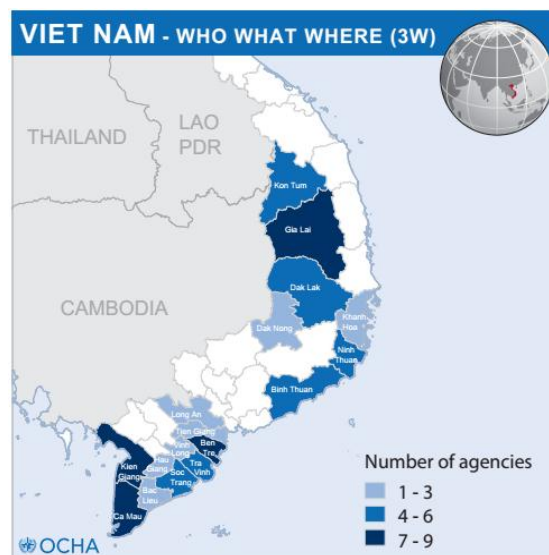 VIET NAM - WHO WHAT WHERE (3W)
THAILAND
LAO
PDR
Kon Tum
Gia Lai
Dak Lak
CAMBODIA
Dak Nong
Khanh
Hoa
Ninh
Thuan
Binh Thuan
Long An
Tien Giang
Ben
Tre
Vinh
Long
Kien
Giang
Hau
Giang
Tra
Vinh
Soc
Trang
Bac
Lieu
Ca Mau
Number of agencies
1 - 3
4 - 6
7 - 9
OCHA